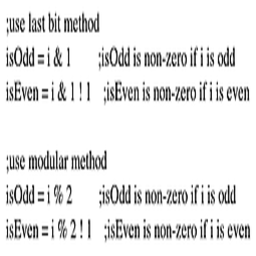 ;use last bit method
isOdd = i & 1 ;isOdd is non-zero if i is odd
isEven = i & 1 ! 1 ;isEven is non-zero if i is even
;use modular method
isOdd = i % 2 ;isOdd is non-zero if i is odd
isEven = i % 2 ! 1 ;isEven is non-zero if i is even